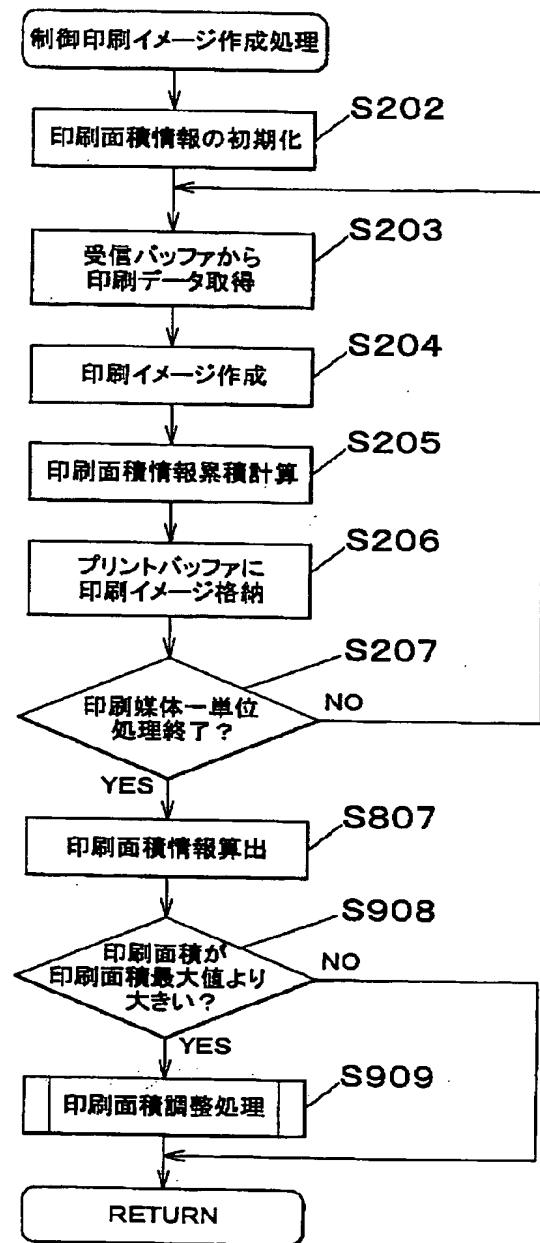 制御印刷イメージ作成処理
S202
印刷面積情報の初期化
S203
受信バッファから
印刷データ取得
S204
印刷イメージ作成
S205
印刷面積情報累積計算
S206
プリントバッファに
印刷イメージ格納
S207
印刷媒体一単位
処理終了？
NO
YES
S807
印刷面積情報算出
S908
印刷面積が
印刷面積最大値より
大きい？
NO
YES
S909
印刷面積調整処理
RETURN